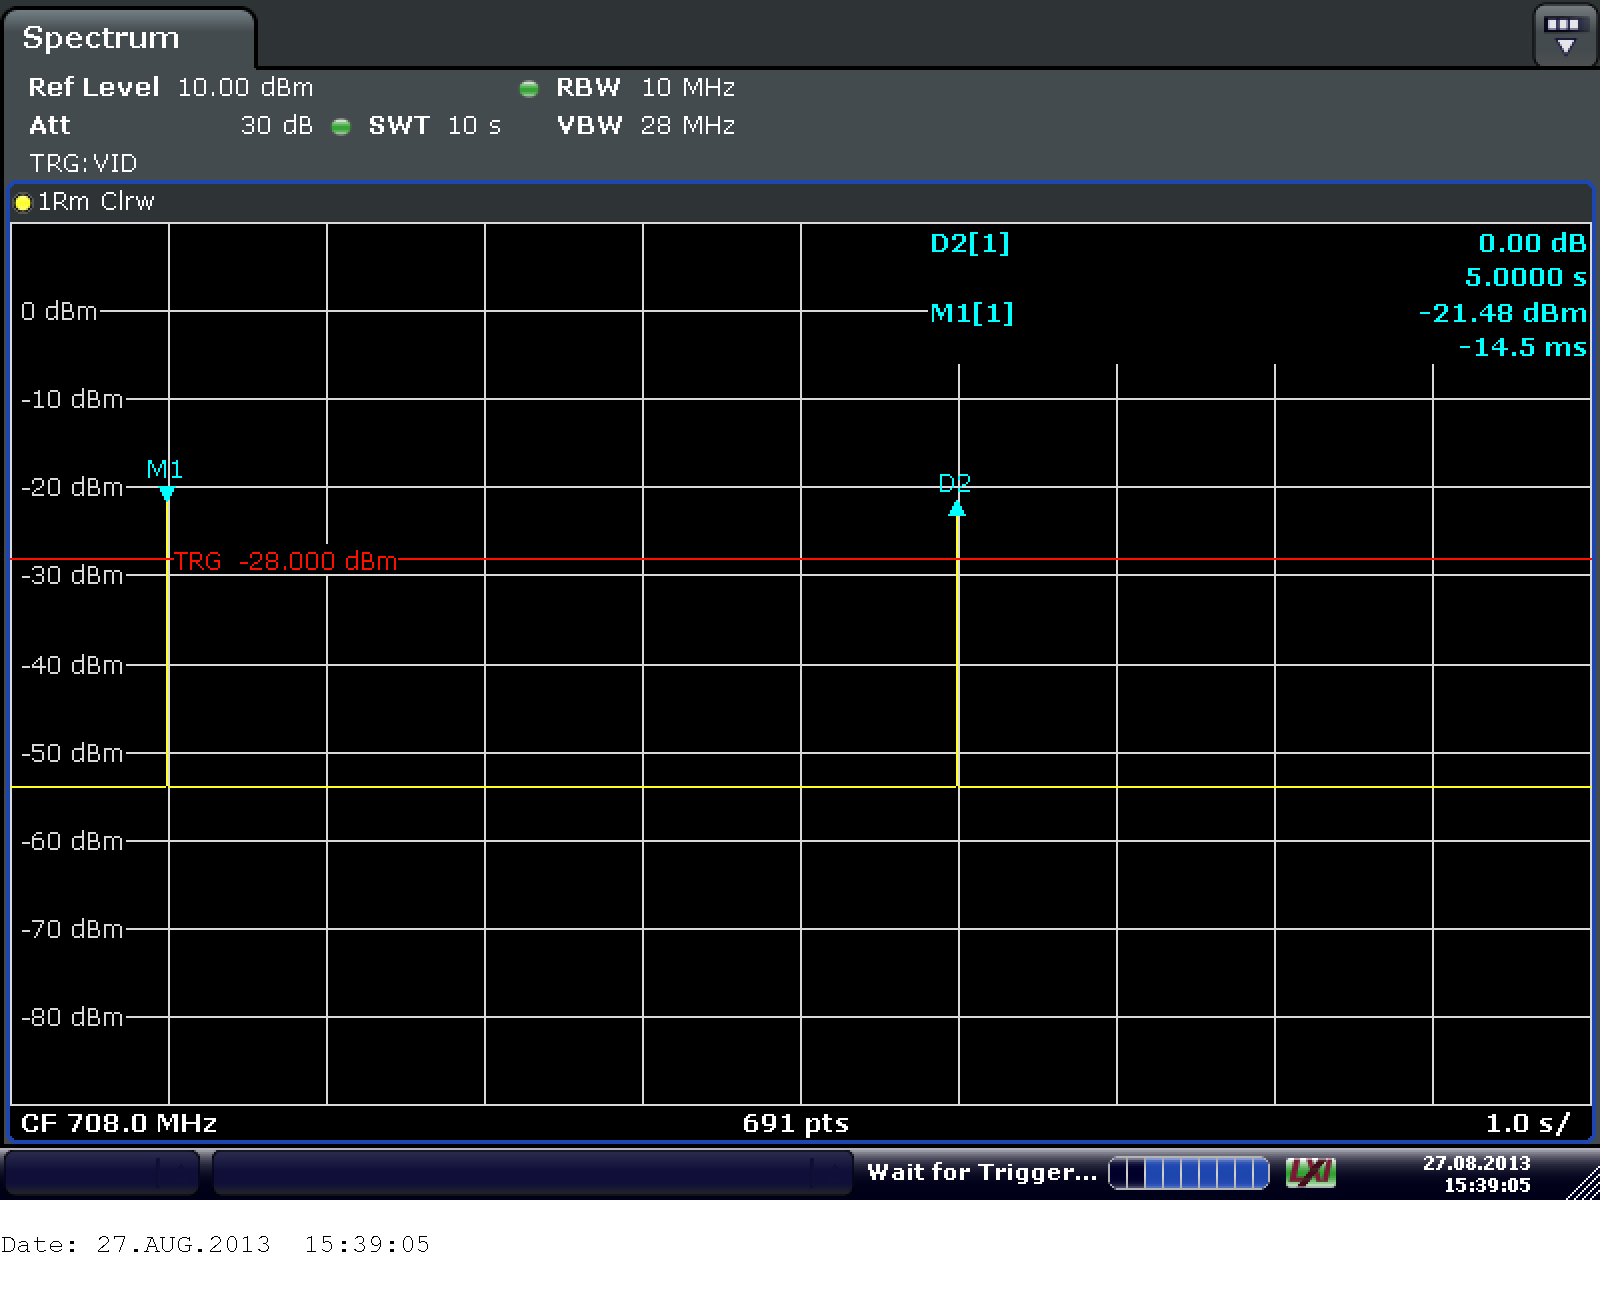 Spectrum
Ref Level 10.00 dBm RBW 10 MHz
Att 30 dB SWT 10 s VBW 28 MHz
TRG:VID
1Rm Clrw
D2[1] 0.00 dB
5.0000 s
0 dBm M1[1] -21.48 dBm
-14.5 ms
-10 dBm
M1
D2
-20 dBm
TRG -28.000 dBm
-30 dBm
-40 dBm
-50 dBm
-60 dBm
-70 dBm
-80 dBm
CF 708.0 MHz 691 pts 1.0 s/
Wait for Trigger... LXI 27.08.2013
15:39:05
Date: 27.AUG.2013 15:39:05